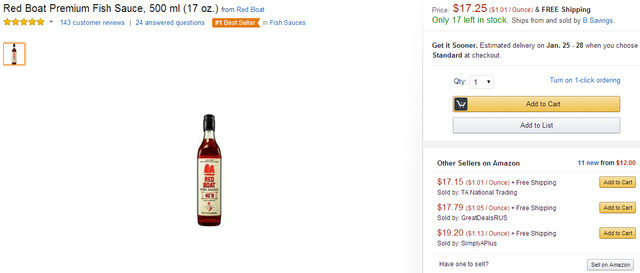 Red Boat Premium Fish Sauce, 500 ml (17 oz.) from Red Boat
143 customer reviews | 24 answered questions #1 Best Seller in Fish Sauces
RED
BOAT
FISH SAUCE
40°N
Price: $17.25 ($1.01 / Ounce) & FREE Shipping
Only 17 left in stock. Ships from and sold by B Savings.
Get it Sooner. Estimated delivery on Jan. 25 - 28 when you choose
Standard at checkout.
Qty: 1
Turn on 1-click ordering
Add to Cart
Add to List
Other Sellers on Amazon 11 new from $12.00
$17.15 ($1.01 / Ounce) + Free Shipping Add to Cart
Sold by: TA National Trading
$17.79 ($1.05 / Ounce) + Free Shipping Add to Cart
Sold by: GreatDealsRUS
$19.20 ($1.13 / Ounce) + Free Shipping Add to Cart
Sold by: SimplyAPlus
Have one to sell? Sell on Amazon